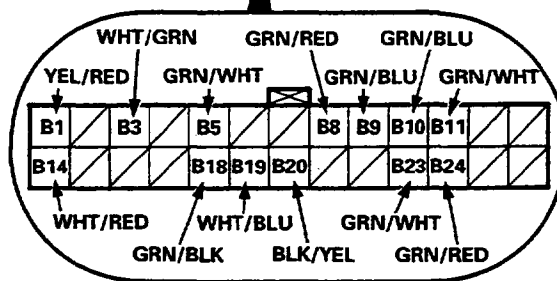 WHT/GRN GRN/RED GRN/BLU
YEL/RED GRN/WHT GRN/BLU GRN/WHT
B1 B3 B5 B8 B9 B10 B11
B14 B18 B19 B20 B23 B24
WHT/RED WHT/BLU GRN/WHT
GRN/BLK BLK/YEL GRN/RED